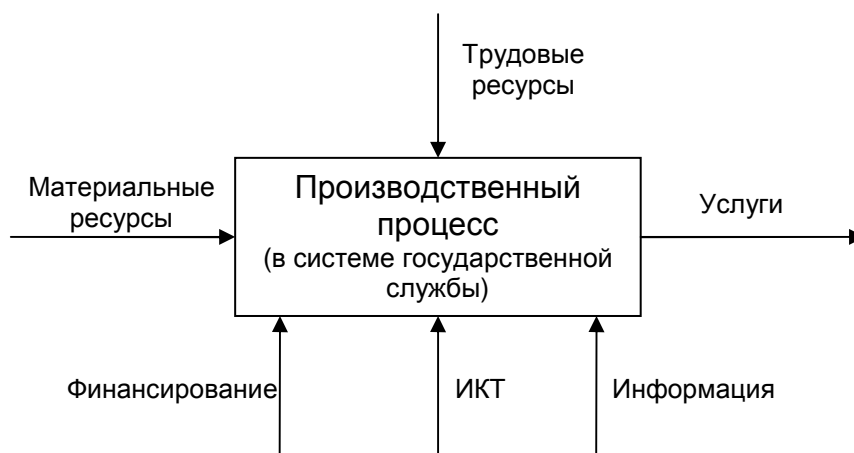 Трудовые
ресурсы
Материальные
ресурсы
Производственный
процесс
(в системе государственной
службы)
Услуги
Финансирование
ИКТ
Информация